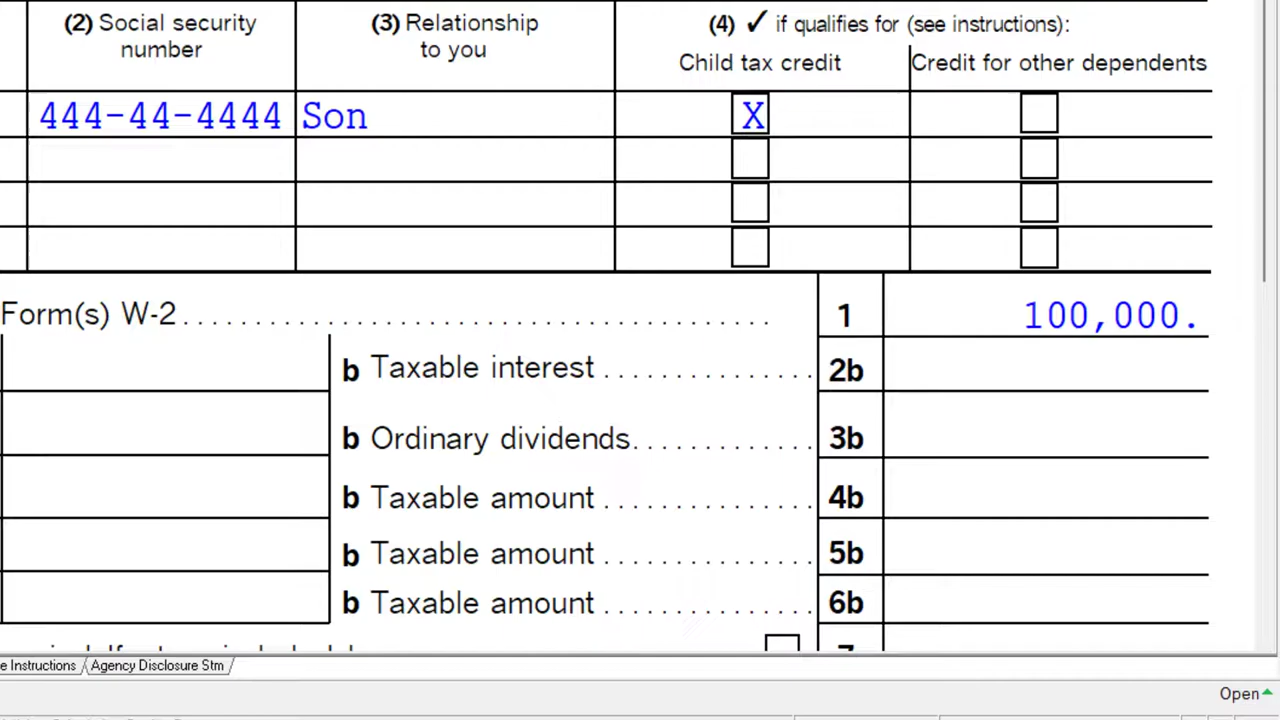 (2) Social security number
(3) Relationship to you
(4) ✓ if qualifies for (see instructions):
Child tax credit
Credit for other dependents
444-44-4444 Son X
Form(s) W-2 1 100,000.
b Taxable interest 2b
b Ordinary dividends 3b
b Taxable amount 4b
b Taxable amount 5b
b Taxable amount 6b
e Instructions Agency Disclosure Stm
Open